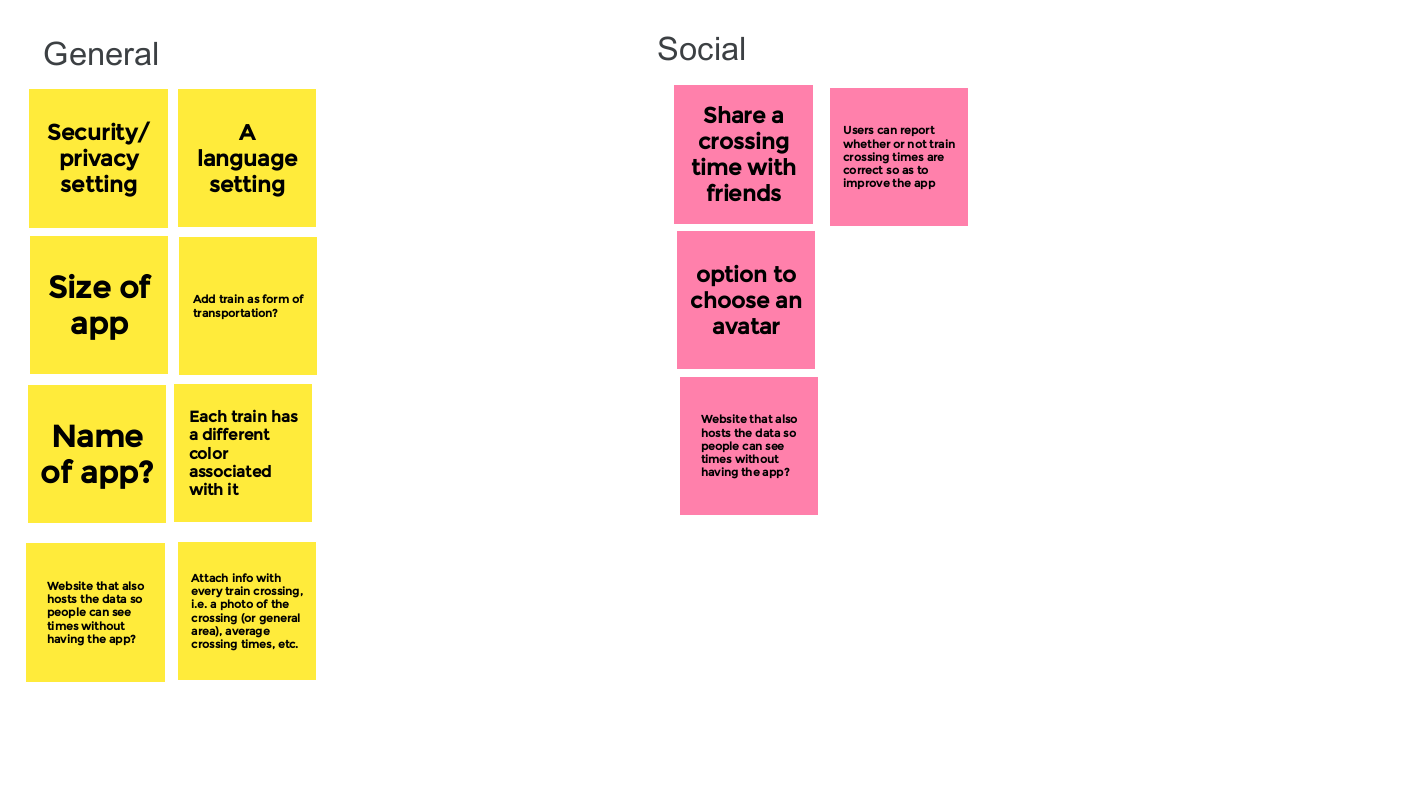 General
Security/
privacy
setting
A
language
setting
Size of
app
Add train as form of
transportation?
Name
of app?
Each train has
a different
color
associated
with it
Website that also
hosts the data so
people can see
times without
having the app?
Attach info with
every train crossing,
i.e. a photo of the
crossing (or general
area), average
crossing times, etc.
Social
Share a
crossing
time with
friends
Users can report
whether or not train
crossing times are
correct so as to
improve the app
option to
choose an
avatar
Website that also
hosts the data so
people can see
times without
having the app?